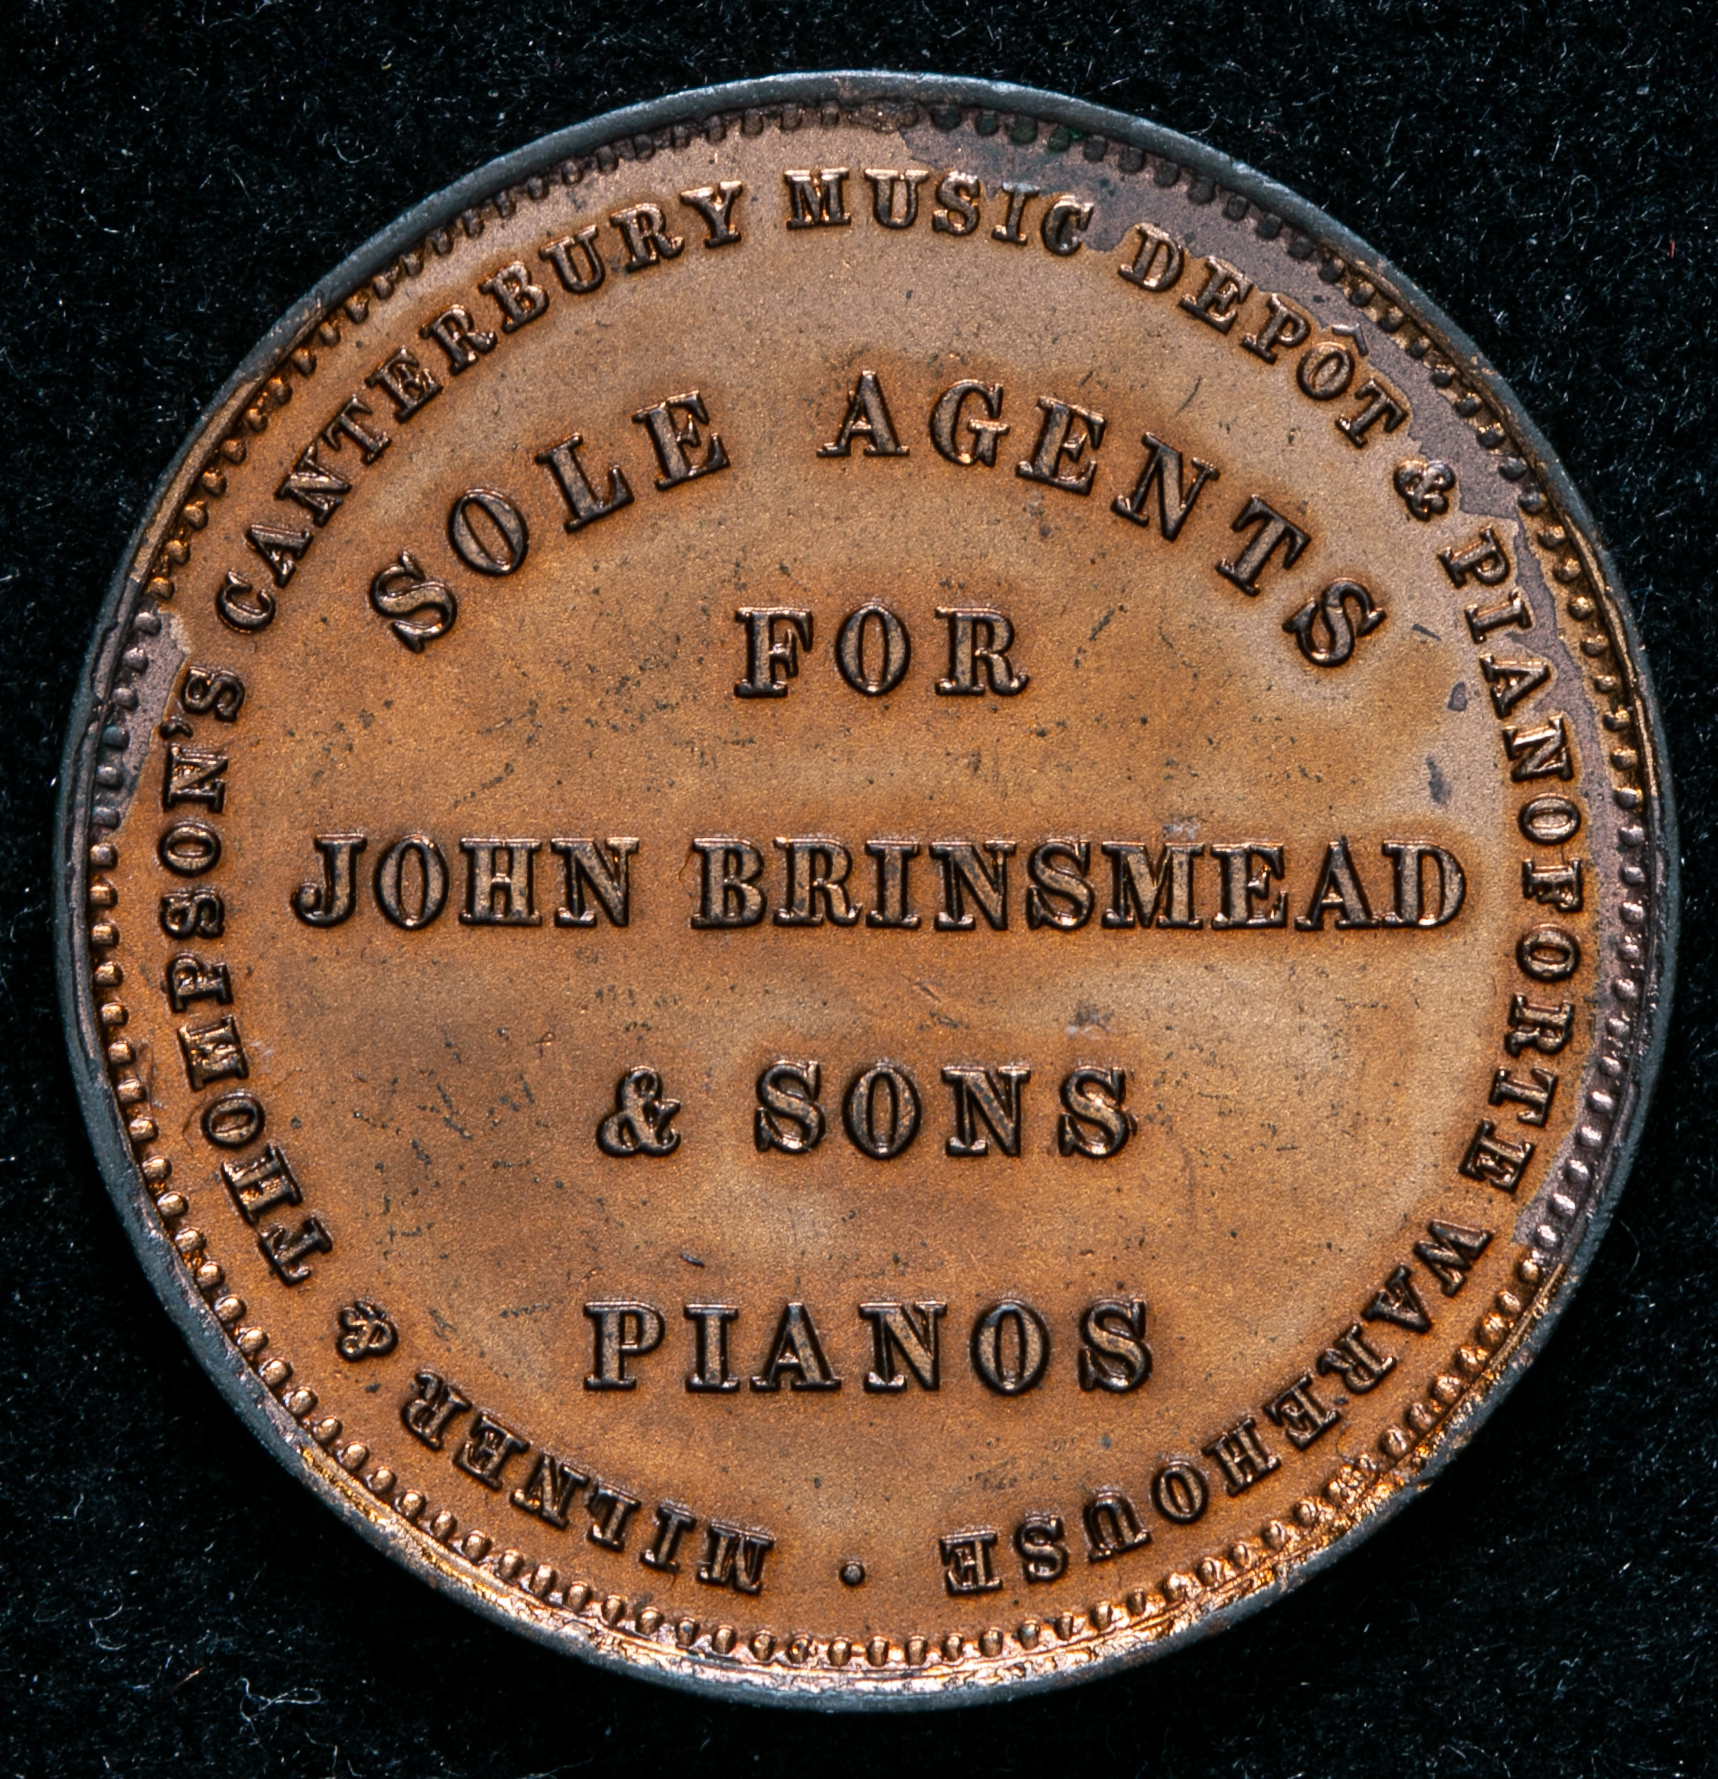 MILNER & THOMPSON'S CANTERBURY MUSIC DEPÔT & PIANOFORTE WAREHOUSE ·
SOLE AGENTS
FOR
JOHN BRINSMEAD
& SONS
PIANOS